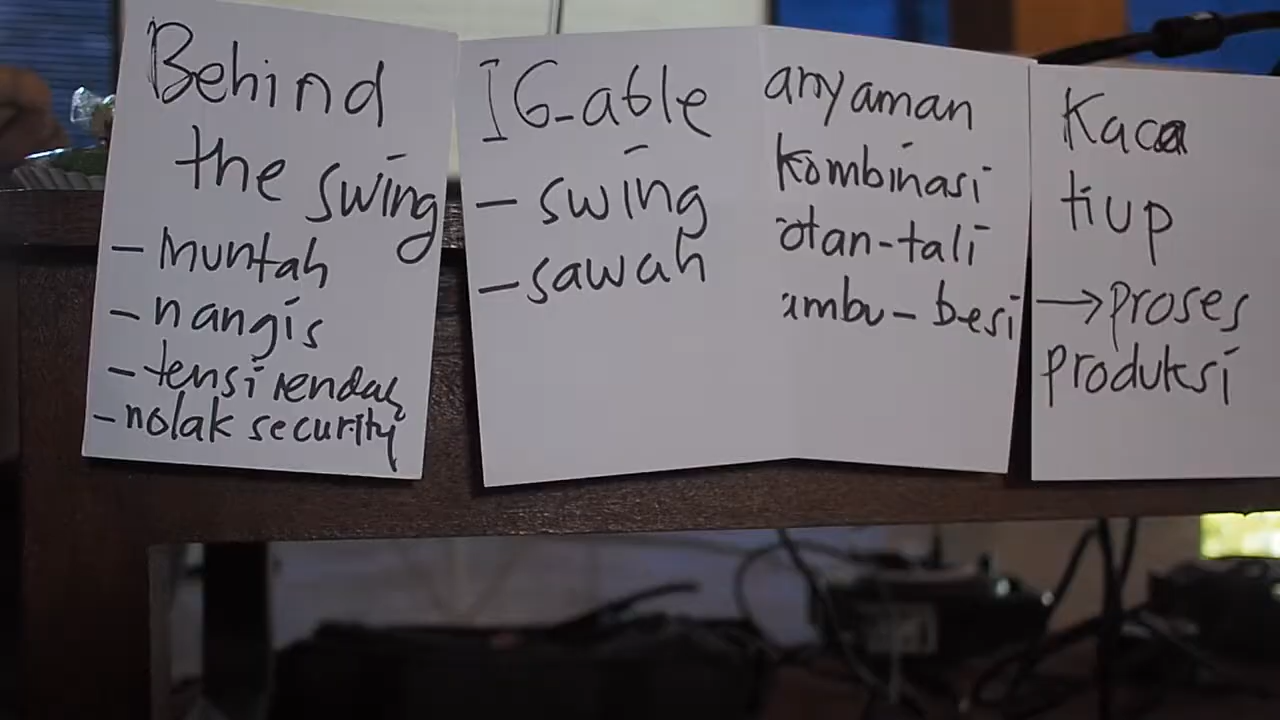 Behind
the swing
- muntah
- nangis
- tensi rendah
- nolak security
IG-able
- swing
- sawah
anyaman
kombinasi
otan-tali
ambu - besi
Kaca
tiup
→ proses
produksi